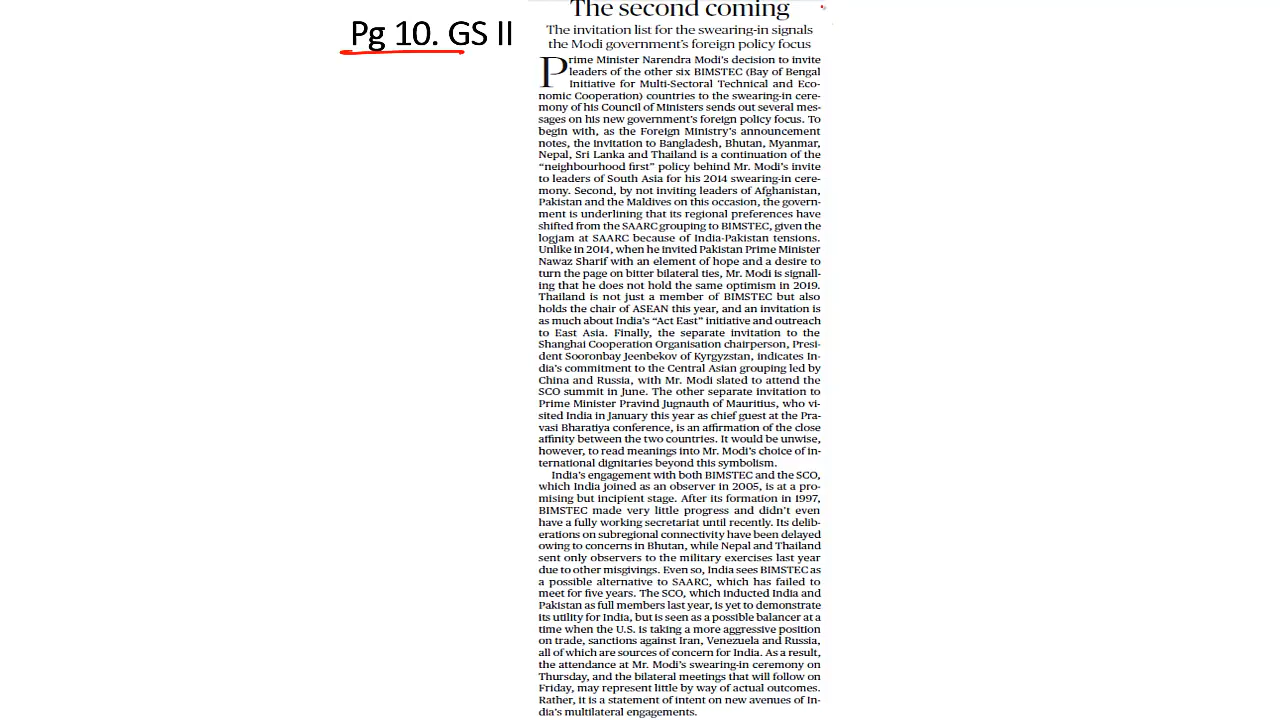 Pg 10. GS II
The second coming
The invitation list for the swearing-in signals
the Modi government's foreign policy focus
Prime Minister Narendra Modi's decision to invite
leaders of the other six BIMSTEC (Bay of Bengal
Initiative for Multi-Sectoral Technical and Eco-
nomic Cooperation) countries to the swearing-in cere-
mony of his Council of Ministers sends out several mes-
sages on his new government's foreign policy focus. To
begin with, as the Foreign Ministry's announcement
notes, the invitation to Bangladesh, Bhutan, Myanmar,
Nepal, Sri Lanka and Thailand is a continuation of the
“neighbourhood first” policy behind Mr. Modi's invite
to leaders of South Asia for his 2014 swearing-in cere-
mony. Second, by not inviting leaders of Afghanistan,
Pakistan and the Maldives on this occasion, the govern-
ment is underlining that its regional preferences have
shifted from the SAARC grouping to BIMSTEC, given the
logjam at SAARC because of India-Pakistan tensions.
Unlike in 2014, when he invited Pakistan Prime Minister
Nawaz Sharif with an element of hope and a desire to
turn the page on bitter bilateral ties, Mr. Modi is signall-
ing that he does not hold the same optimism in 2019.
Thailand is not just a member of BIMSTEC but also
holds the chair of ASEAN this year, and an invitation is
as much about India's “Act East” initiative and outreach
to East Asia. Finally, the separate invitation to the
Shanghai Cooperation Organisation chairperson, Presi-
dent Sooronbay Jeenbekov of Kyrgyzstan, indicates In-
dia's commitment to the Central Asian grouping led by
China and Russia, with Mr. Modi slated to attend the
SCO summit in June. The other separate invitation to
Prime Minister Pravind Jugnauth of Mauritius, who vi-
sited India in January this year as chief guest at the Pra-
vasi Bharatiya conference, is an affirmation of the close
affinity between the two countries. It would be unwise,
however, to read meanings into Mr. Modi's choice of in-
ternational dignitaries beyond this symbolism.
India's engagement with both BIMSTEC and the SCO,
which India joined as an observer in 2005, is at a pro-
mising but incipient stage. After its formation in 1997,
BIMSTEC made very little progress and didn't even
have a fully working secretariat until recently. Its delib-
erations on subregional connectivity have been delayed
owing to concerns in Bhutan, while Nepal and Thailand
sent only observers to the military exercises last year
due to other misgivings. Even so, India sees BIMSTEC as
a possible alternative to SAARC, which has failed to
meet for five years. The SCO, which inducted India and
Pakistan as full members last year, is yet to demonstrate
its utility for India, but is seen as a possible balancer at a
time when the U.S. is taking a more aggressive position
on trade, sanctions against Iran, Venezuela and Russia,
all of which are sources of concern for India. As a result,
the attendance at Mr. Modi's swearing-in ceremony on
Thursday, and the bilateral meetings that will follow on
Friday, may represent little by way of actual outcomes.
Rather, it is a statement of intent on new avenues of In-
dia's multilateral engagements.